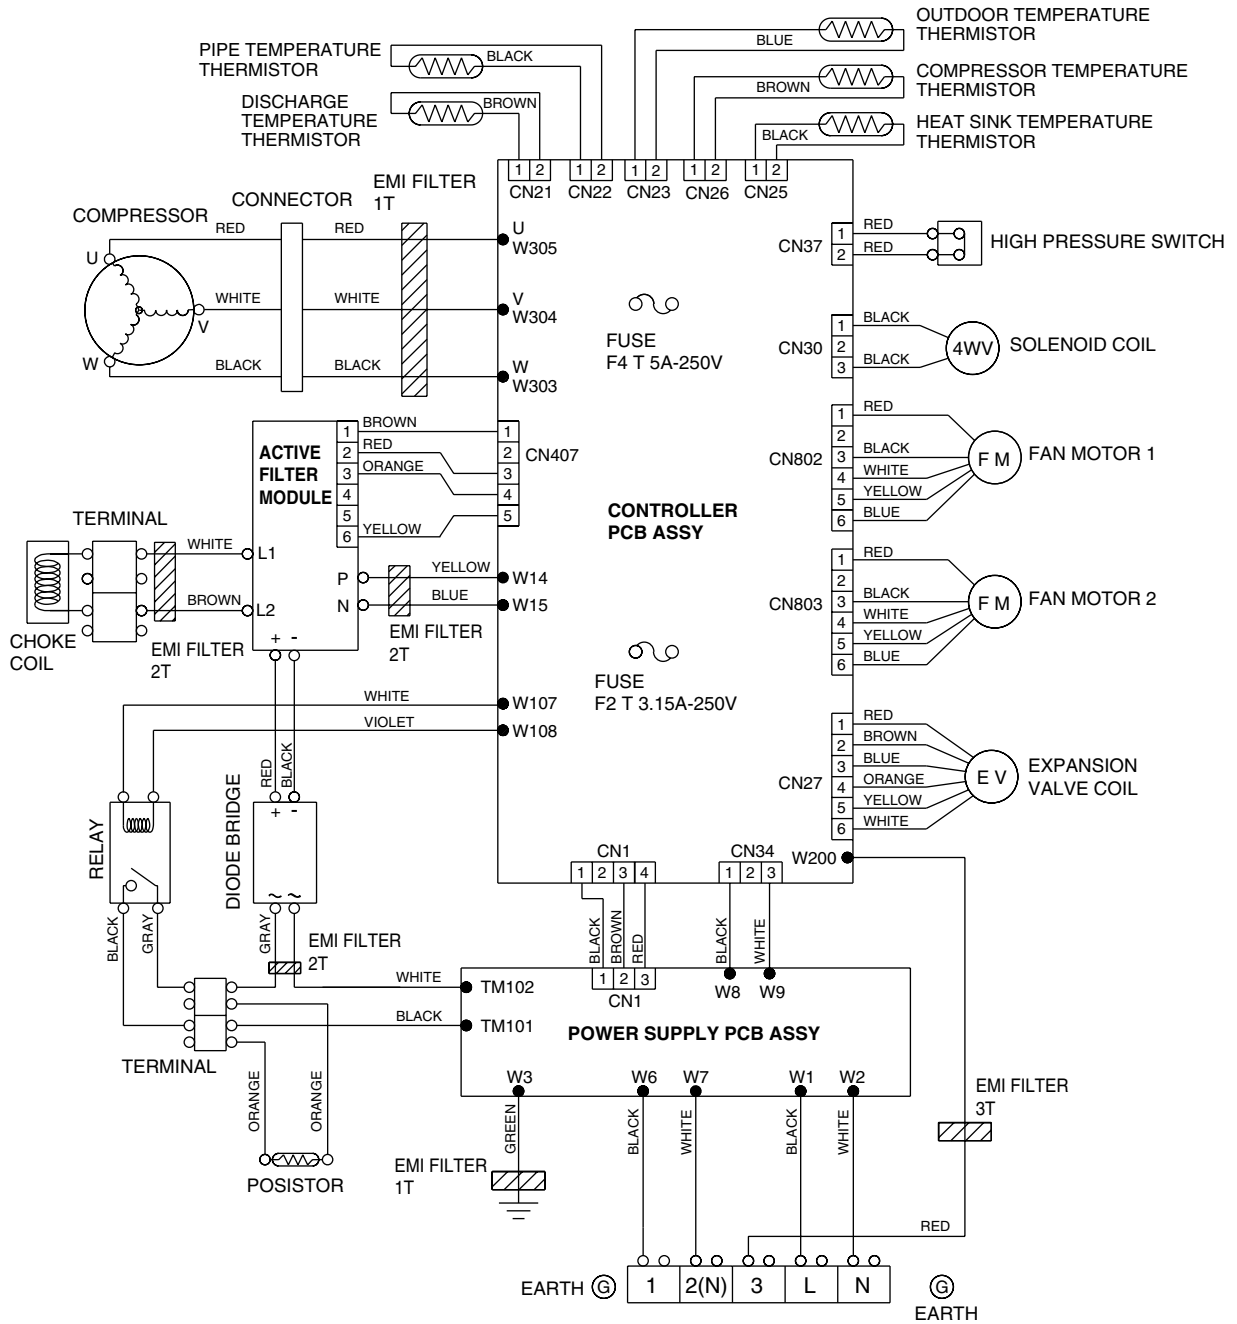 OUTDOOR TEMPERATURE
THERMISTOR
BLUE
PIPE TEMPERATURE
THERMISTOR
BLACK
COMPRESSOR TEMPERATURE
THERMISTOR
BROWN
DISCHARGE
TEMPERATURE
THERMISTOR
BROWN
HEAT SINK TEMPERATURE
THERMISTOR
BLACK
1 2
1 2
1 2
1 2
1 2
CN21
CN22
CN23
CN26
CN25
EMI FILTER
1T
CONNECTOR
COMPRESSOR
RED
RED
U
U
W305
WHITE
WHITE
V
V
W304
BLACK
BLACK
W
W
W303
CN37
1
2
RED
RED
HIGH PRESSURE SWITCH
FUSE
F4 T 5A-250V
CN30
1
2
3
BLACK
BLACK
4WV
SOLENOID COIL
ACTIVE
FILTER
MODULE
1
2
3
4
5
6
BROWN
RED
ORANGE
YELLOW
1
2
3
4
5
CN407
CN802
1
2
3
4
5
6
RED
BLACK
WHITE
YELLOW
BLUE
F M
FAN MOTOR 1
CONTROLLER
PCB ASSY
TERMINAL
WHITE
L1
BROWN
L2
CHOKE
COIL
EMI FILTER
2T
P
N
YELLOW
BLUE
W14
W15
EMI FILTER
2T
+ -
CN803
1
2
3
4
5
6
RED
BLACK
WHITE
YELLOW
BLUE
F M
FAN MOTOR 2
FUSE
F2 T 3.15A-250V
WHITE
W107
VIOLET
W108
RED
BLACK
CN27
1
2
3
4
5
6
RED
BROWN
BLUE
ORANGE
YELLOW
WHITE
E V
EXPANSION
VALVE COIL
RELAY
DIODE BRIDGE
+ -
~ ~
W200
CN1
1 2 3 4
CN34
1 2 3
BLACK
GRAY
GRAY
EMI FILTER
2T
BLACK
BROWN
RED
BLACK
WHITE
WHITE
TM102
BLACK
TM101
1 2 3
CN1
W8
W9
POWER SUPPLY PCB ASSY
TERMINAL
ORANGE
ORANGE
POSISTOR
W3
W6
W7
W1
W2
GREEN
BLACK
WHITE
BLACK
WHITE
EMI FILTER
3T
EMI FILTER
1T
RED
EARTH G
1
2(N)
3
L
N
G
EARTH